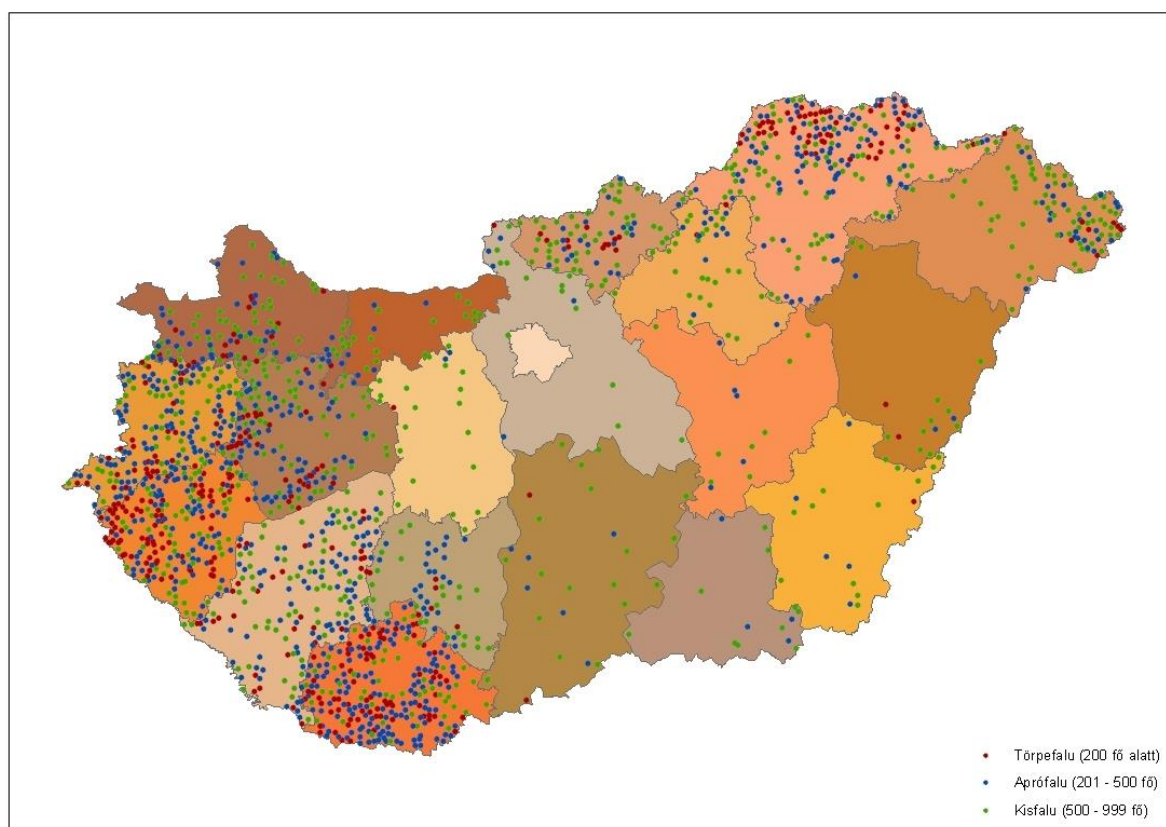 Törpefalu (200 fő alatt)
Aprófalu (201 - 500 fő)
Kisfalu (500 - 999 fő)